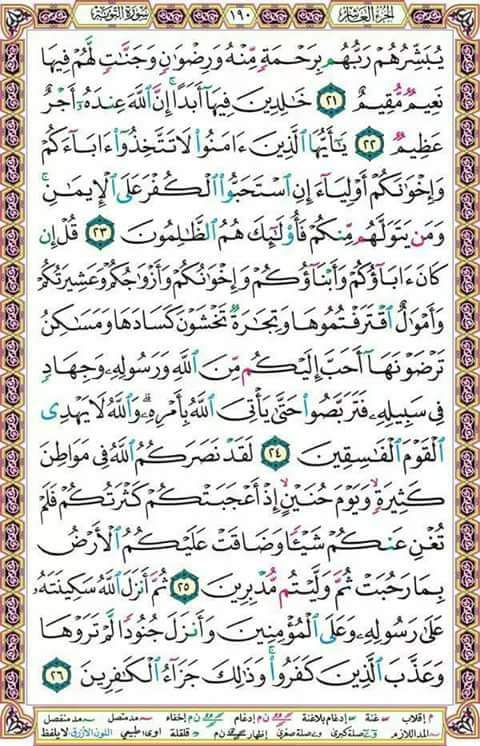 الجزء العاشر ١٩٠ سورة التوبة
يُبَشِّرُهُمْ رَبُّهُم بِرَحْمَةٍ مِّنْهُ وَرِضْوَٰنٍ وَجَنَّٰتٍ لَّهُمْ فِيهَا
نَعِيمٌ مُّقِيمٌ ٢١ خَٰلِدِينَ فِيهَآ أَبَدًا ۚ إِنَّ ٱللَّهَ عِندَهُۥٓ أَجْرٌ
عَظِيمٌ ٢٢ يَٰٓأَيُّهَا ٱلَّذِينَ ءَامَنُوا۟ لَا تَتَّخِذُوٓا۟ ءَابَآءَكُمْ
وَإِخْوَٰنَكُمْ أَوْلِيَآءَ إِنِ ٱسْتَحَبُّوا۟ ٱلْكُفْرَ عَلَى ٱلْإِيمَٰنِ ۚ
وَمَن يَتَوَلَّهُم مِّنكُمْ فَأُو۟لَٰٓئِكَ هُمُ ٱلظَّٰلِمُونَ ٢٣ قُلْ إِن
كَانَ ءَابَآؤُكُمْ وَأَبْنَآؤُكُمْ وَإِخْوَٰنُكُمْ وَأَزْوَٰجُكُمْ وَعَشِيرَتُكُمْ
وَأَمْوَٰلٌ ٱقْتَرَفْتُمُوهَا وَتِجَٰرَةٌ تَخْشَوْنَ كَسَادَهَا وَمَسَٰكِنُ
تَرْضَوْنَهَآ أَحَبَّ إِلَيْكُم مِّنَ ٱللَّهِ وَرَسُولِهِۦ وَجِهَادٍ
فِى سَبِيلِهِۦ فَتَرَبَّصُوا۟ حَتَّىٰ يَأْتِىَ ٱللَّهُ بِأَمْرِهِۦ ۗ وَٱللَّهُ لَا يَهْدِى
ٱلْقَوْمَ ٱلْفَٰسِقِينَ ٢٤ لَقَدْ نَصَرَكُمُ ٱللَّهُ فِى مَوَاطِنَ
كَثِيرَةٍ ۙ وَيَوْمَ حُنَيْنٍ ۙ إِذْ أَعْجَبَتْكُمْ كَثْرَتُكُمْ فَلَمْ
تُغْنِ عَنكُمْ شَيْـًٔا وَضَاقَتْ عَلَيْكُمُ ٱلْأَرْضُ
بِمَا رَحُبَتْ ثُمَّ وَلَّيْتُم مُّدْبِرِينَ ٢٥ ثُمَّ أَنزَلَ ٱللَّهُ سَكِينَتَهُۥ
عَلَىٰ رَسُولِهِۦ وَعَلَى ٱلْمُؤْمِنِينَ وَأَنزَلَ جُنُودًا لَّمْ تَرَوْهَا
وَعَذَّبَ ٱلَّذِينَ كَفَرُوا۟ ۚ وَذَٰلِكَ جَزَآءُ ٱلْكَٰفِرِينَ ٢٦
م إقلاب س غنة إدغام بلاغنة ن م إدغام ن م إخفاء مد متصل مد منفصل
المد اللازم صلة كبرى و صلة صغرى إظهار ن م قلقلة اوى، طبيعي اللون الأزرق لا يلفظ